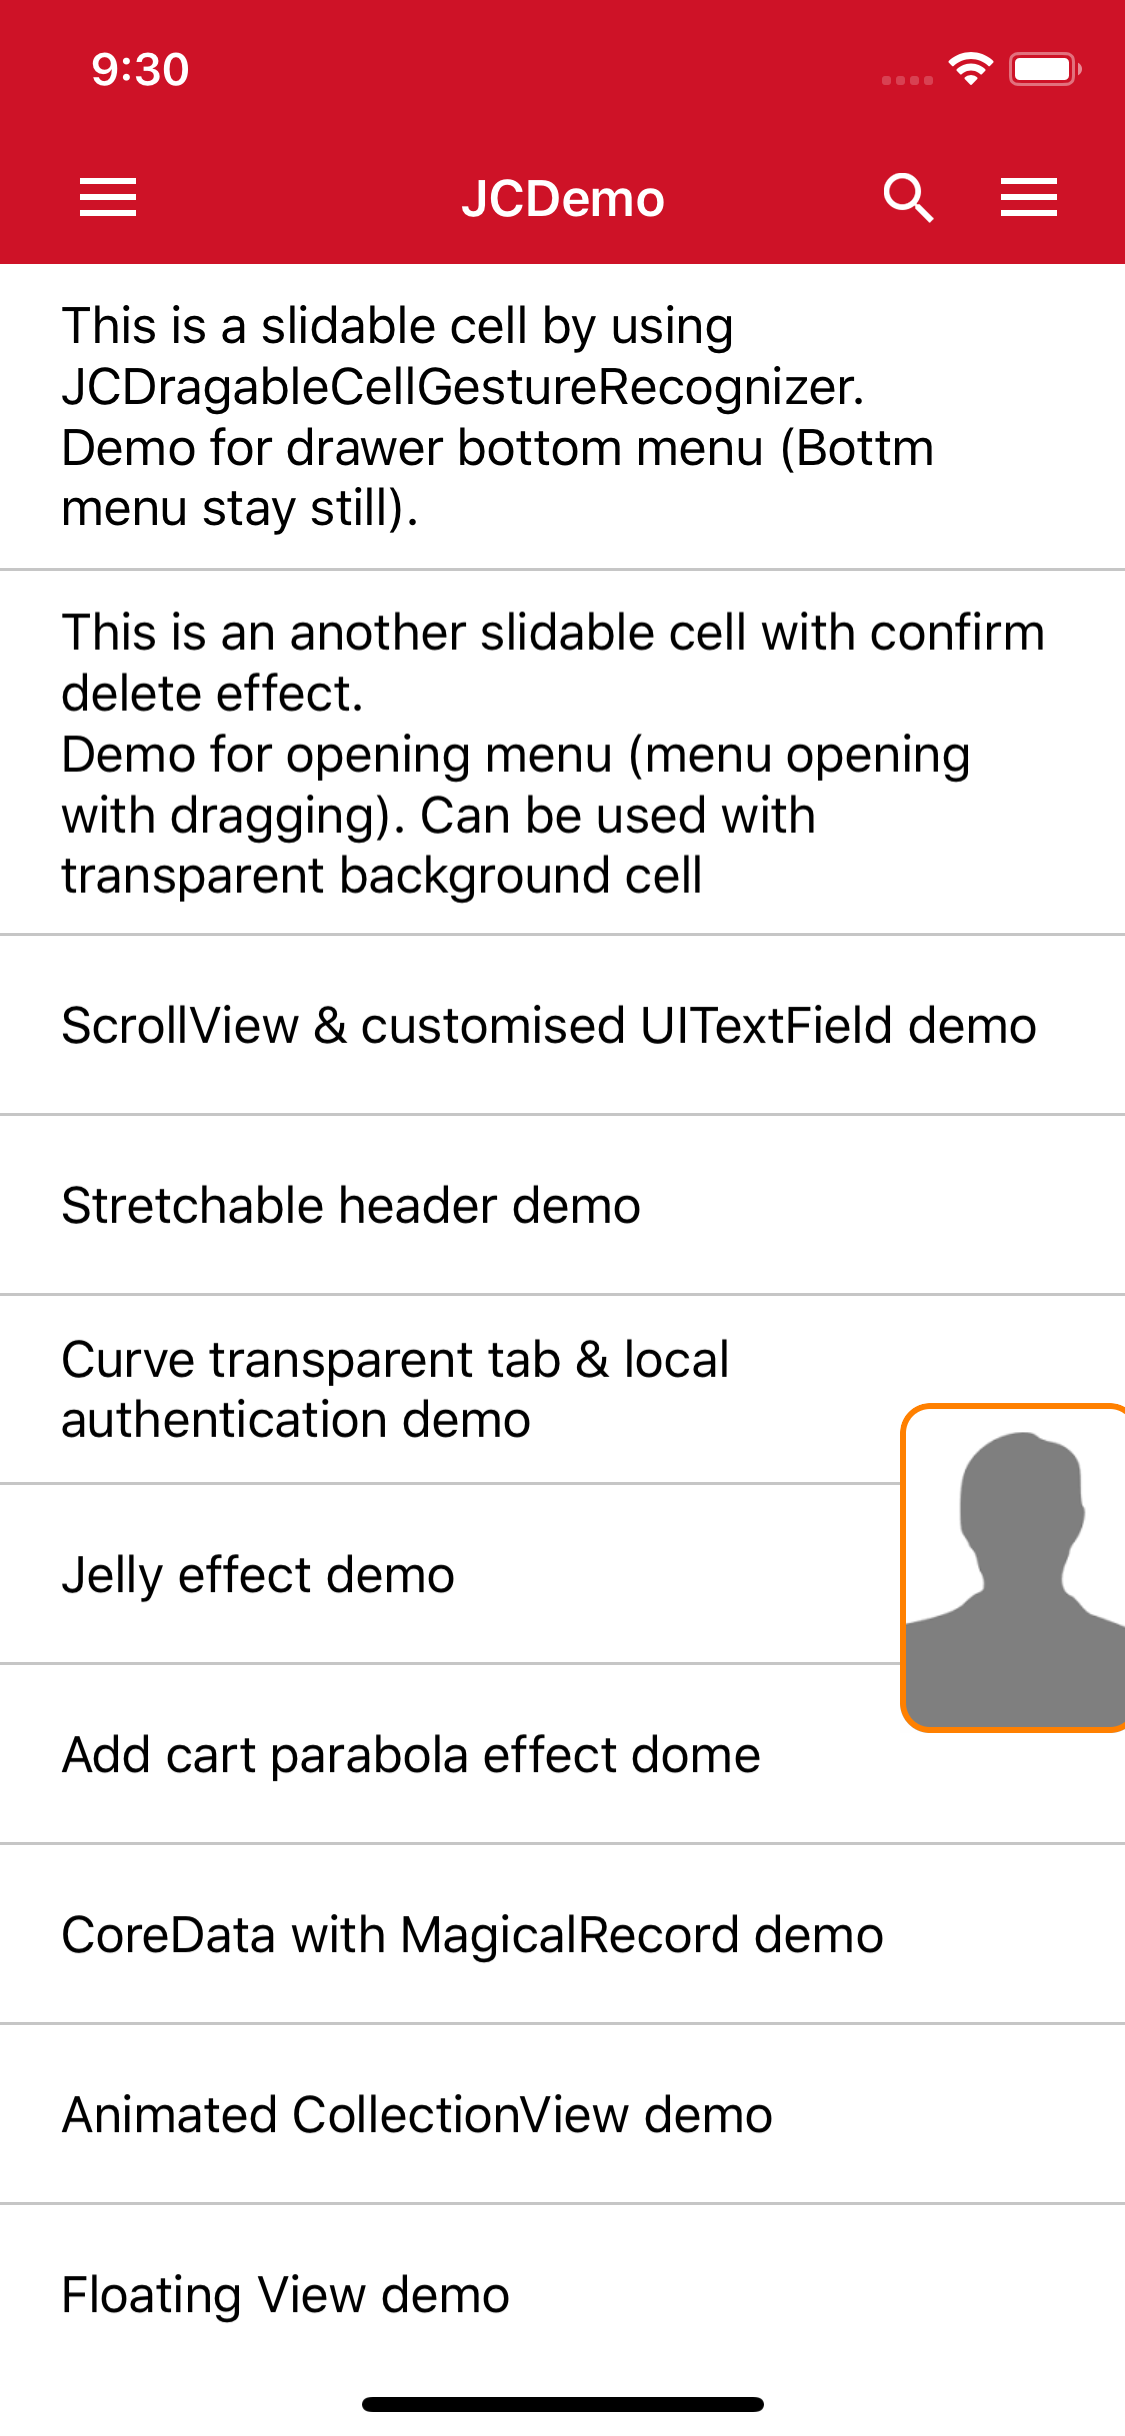 9:30
JCDemo
This is a slidable cell by using
JCDragableCellGestureRecognizer.
Demo for drawer bottom menu (Bottm
menu stay still).
This is an another slidable cell with confirm
delete effect.
Demo for opening menu (menu opening
with dragging). Can be used with
transparent background cell
ScrollView & customised UITextField demo
Stretchable header demo
Curve transparent tab & local
authentication demo
Jelly effect demo
Add cart parabola effect dome
CoreData with MagicalRecord demo
Animated CollectionView demo
Floating View demo